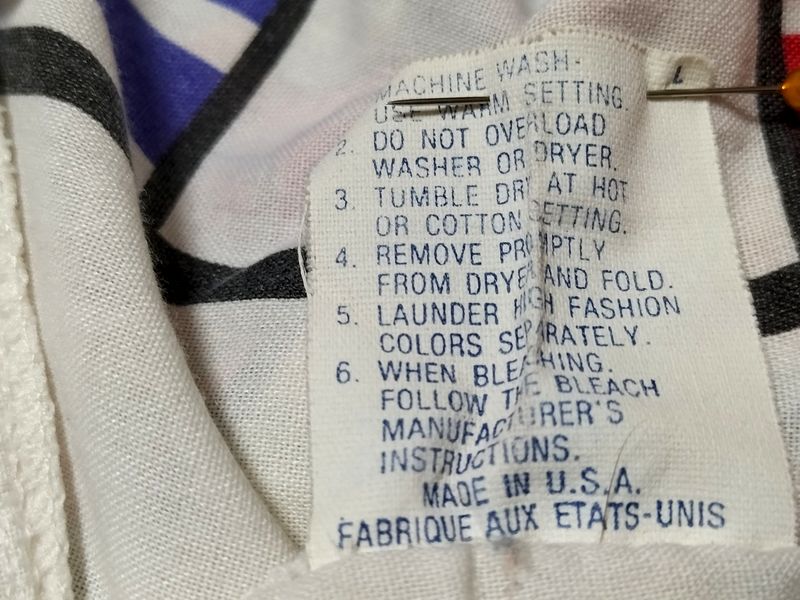 MACHINE WASH-
USE WARM SETTING.
2. DO NOT OVERLOAD
WASHER OR DRYER.
3. TUMBLE DRY AT HOT
OR COTTON SETTING.
4. REMOVE PROMPTLY
FROM DRYER AND FOLD.
5. LAUNDER HIGH FASHION
COLORS SEPARATELY.
6. WHEN BLEACHING.
FOLLOW THE BLEACH
MANUFACTURER'S
INSTRUCTIONS.
MADE IN U.S.A.
FABRIQUE AUX ETATS-UNIS